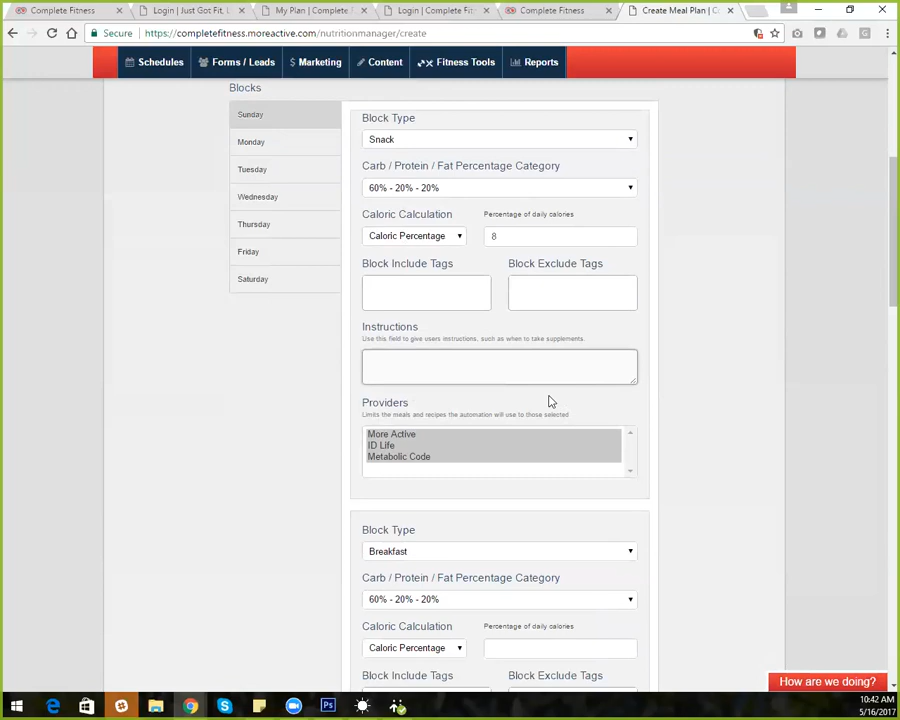 Complete Fitness
Login | Just Got Fit, L
My Plan | Complete
Login | Complete Fit
Complete Fitness
Create Meal Plan | Co
Secure
https://completefitness.moreactive.com/nutritionmanager/create
Schedules
Forms / Leads
Marketing
Content
Fitness Tools
Reports
Blocks
Sunday
Monday
Tuesday
Wednesday
Thursday
Friday
Saturday
Block Type
Snack
Carb / Protein / Fat Percentage Category
60% - 20% - 20%
Caloric Calculation
Percentage of daily calories
Caloric Percentage
8
Block Include Tags
Block Exclude Tags
Instructions
Use this field to give users instructions, such as when to take supplements.
Providers
Limits the meals and recipes the automation will use to those selected
More Active
ID Life
Metabolic Code
Block Type
Breakfast
Carb / Protein / Fat Percentage Category
60% - 20% - 20%
Caloric Calculation
Percentage of daily calories
Caloric Percentage
Block Include Tags
Block Exclude Tags
How are we doing?
10:42 AM
5/16/2017